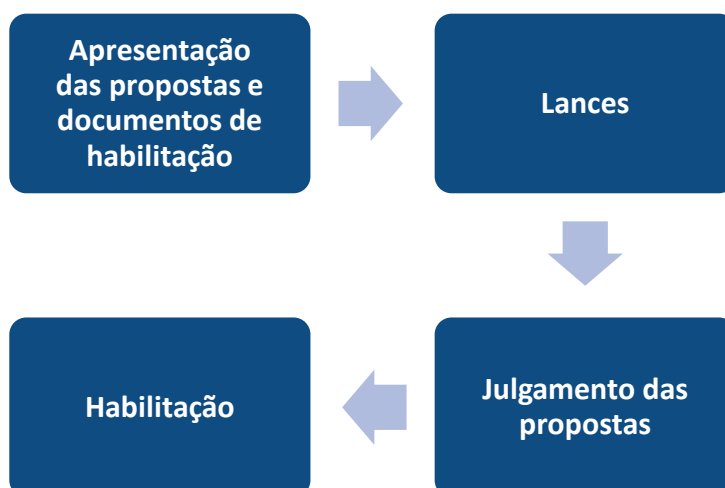 Apresentação
das propostas e
documentos de
habilitação
Lances
Julgamento das
propostas
Habilitação